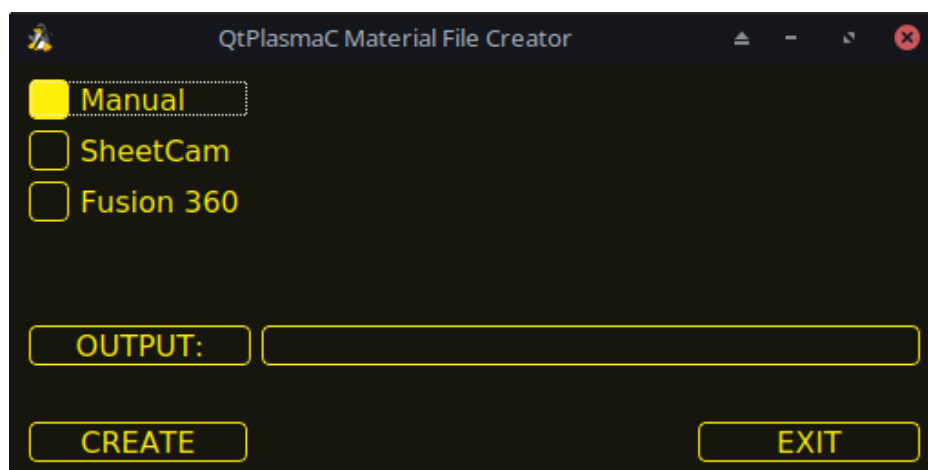 QtPlasmaC Material File Creator
Manual
SheetCam
Fusion 360
OUTPUT:
CREATE EXIT